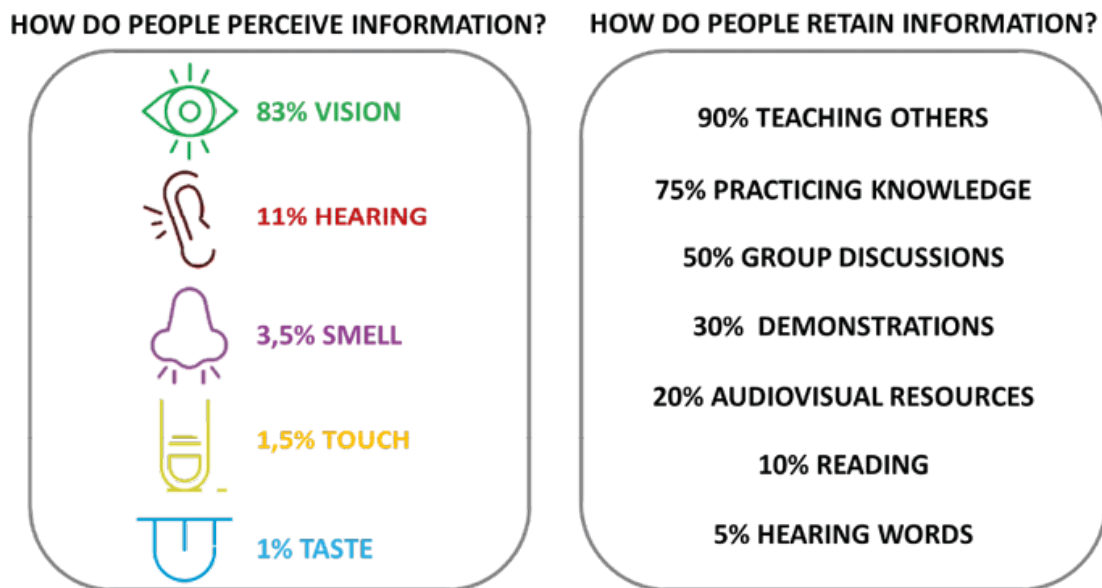 HOW DO PEOPLE PERCEIVE INFORMATION?
83% VISION
11% HEARING
3,5% SMELL
1,5% TOUCH
1% TASTE
HOW DO PEOPLE RETAIN INFORMATION?
90% TEACHING OTHERS
75% PRACTICING KNOWLEDGE
50% GROUP DISCUSSIONS
30% DEMONSTRATIONS
20% AUDIOVISUAL RESOURCES
10% READING
5% HEARING WORDS